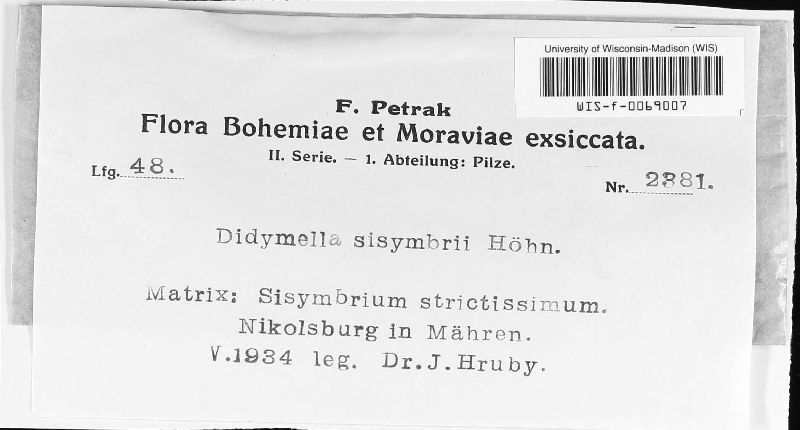 University of Wisconsin-Madison (WIS)
WIS-f-0069007
F. Petrak
Flora Bohemiae et Moraviae exsiccata.
II. Serie. – 1. Abteilung: Pilze.
Lfg. 48.
Nr. 2381.
Didymella sisymbrii Höhn.
Matrix: Sisymbrium strictissimum.
Nikolsburg in Mähren.
V.1934 leg. Dr.J.Hruby.